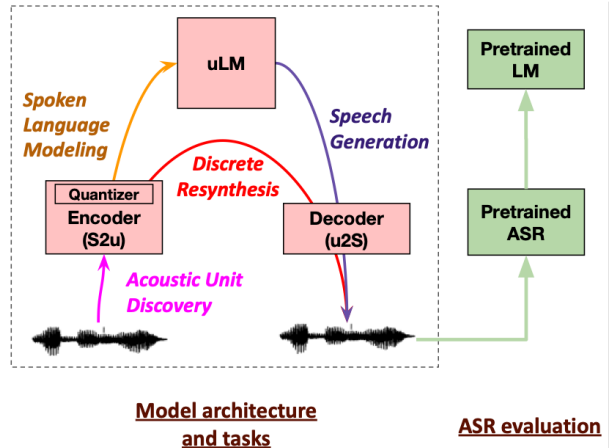 uLM
Pretrained
LM
Spoken
Language
Modeling
Speech
Generation
Discrete
Resynthesis
Quantizer
Encoder
(S2u)
Decoder
(u2S)
Pretrained
ASR
Acoustic Unit
Discovery
Model architecture
and tasks
ASR evaluation